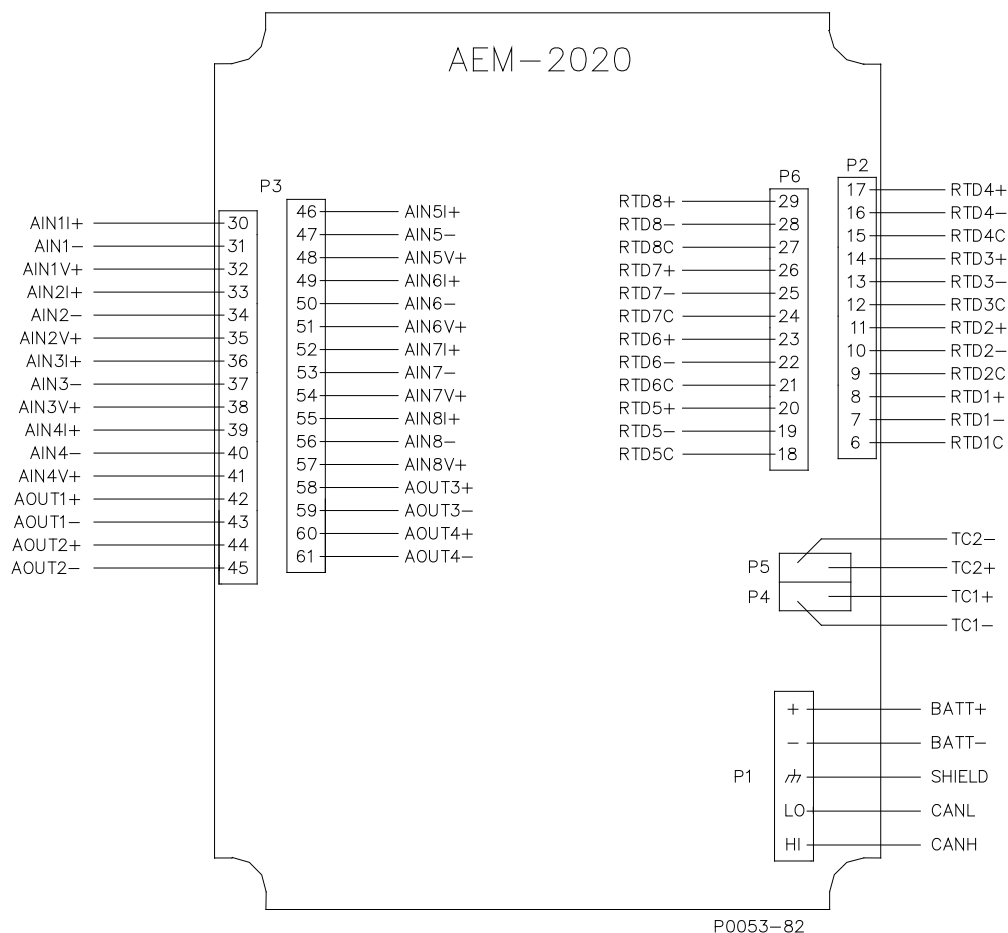 AEM-2020
P3
AIN1I+ 30
AIN1- 31
AIN1V+ 32
AIN2I+ 33
AIN2- 34
AIN2V+ 35
AIN3I+ 36
AIN3- 37
AIN3V+ 38
AIN4I+ 39
AIN4- 40
AIN4V+ 41
AOUT1+ 42
AOUT1- 43
AOUT2+ 44
AOUT2- 45
46 AIN5I+
47 AIN5-
48 AIN5V+
49 AIN6I+
50 AIN6-
51 AIN6V+
52 AIN7I+
53 AIN7-
54 AIN7V+
55 AIN8I+
56 AIN8-
57 AIN8V+
58 AOUT3+
59 AOUT3-
60 AOUT4+
61 AOUT4-
P6
RTD8+ 29
RTD8- 28
RTD8C 27
RTD7+ 26
RTD7- 25
RTD7C 24
RTD6+ 23
RTD6- 22
RTD6C 21
RTD5+ 20
RTD5- 19
RTD5C 18
P2
17 RTD4+
16 RTD4-
15 RTD4C
14 RTD3+
13 RTD3-
12 RTD3C
11 RTD2+
10 RTD2-
9 RTD2C
8 RTD1+
7 RTD1-
6 RTD1C
TC2-
P5 TC2+
P4 TC1+
TC1-
+ BATT+
- BATT-
P1 SHIELD
LO CANL
HI CANH
P0053-82